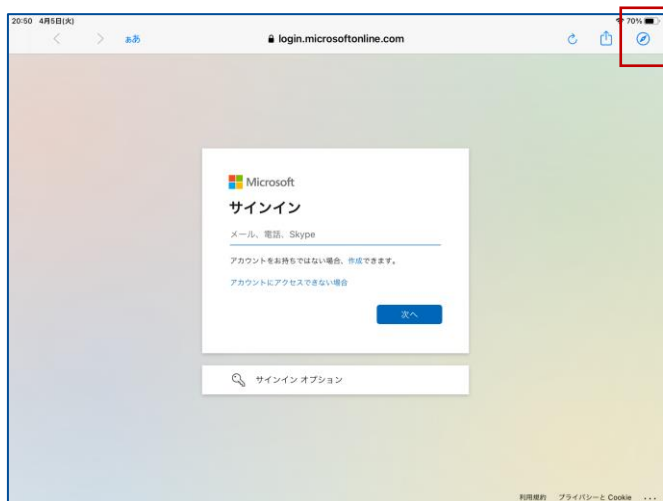 20:50 4月5日(火) 70%
ぁあ login.microsoftonline.com
Microsoft
サインイン
メール、電話、Skype
アカウントをお持ちではない場合、作成できます。
アカウントにアクセスできない場合
次へ
サインイン オプション
利用規約 プライバシーと Cookie ...